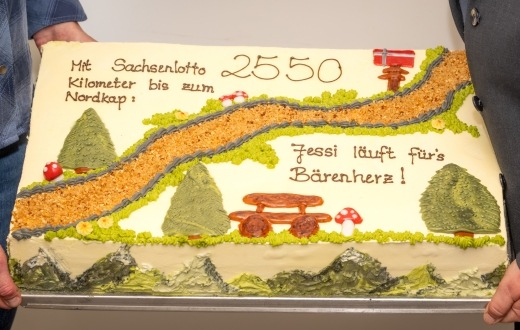 Mit Sachsenlotto 2550
Kilometer bis zum
Nordkap:
Jessi läuft für's
Bärenherz!